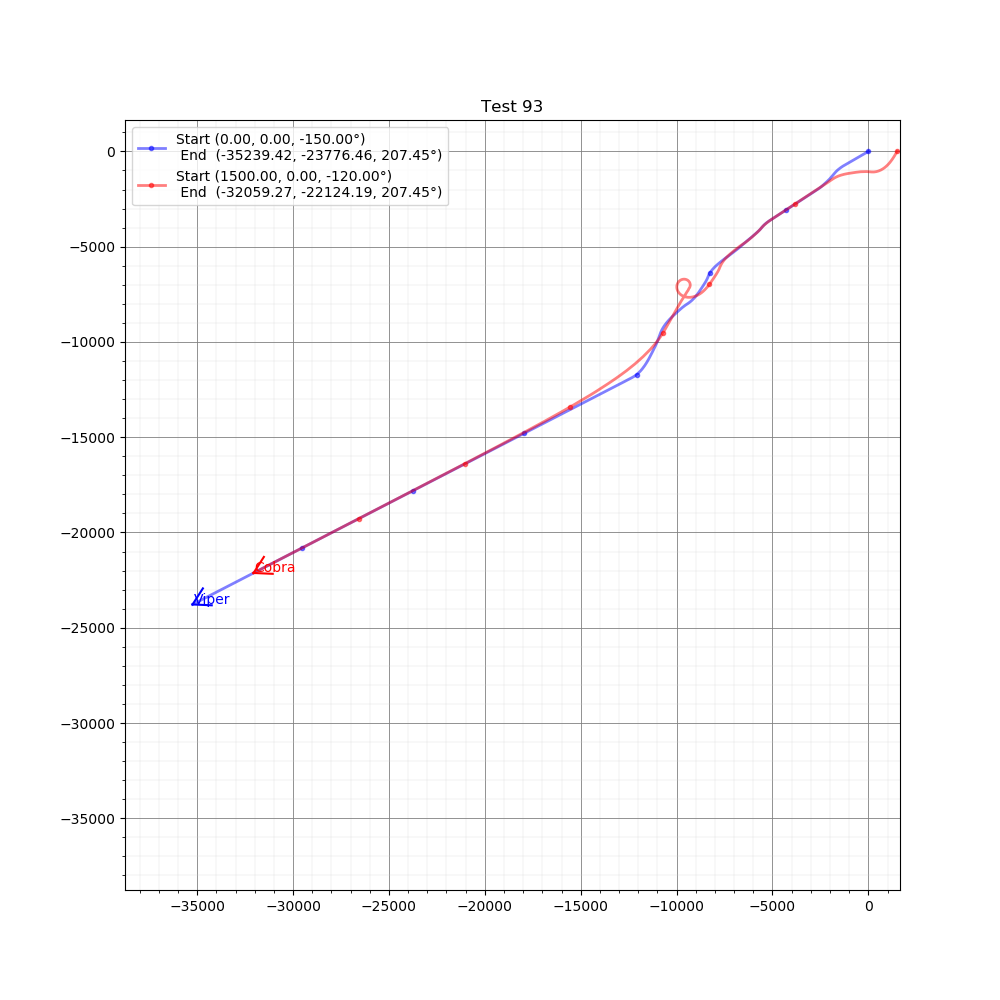 Test 93
Start (0.00, 0.00, -150.00°)
End (-35239.42, -23776.46, 207.45°)
Start (1500.00, 0.00, -120.00°)
End (-32059.27, -22124.19, 207.45°)
0
−5000
−10000
−15000
−20000
−25000
−30000
−35000
Cobra
Viper
−35000 −30000 −25000 −20000 −15000 −10000 −5000 0